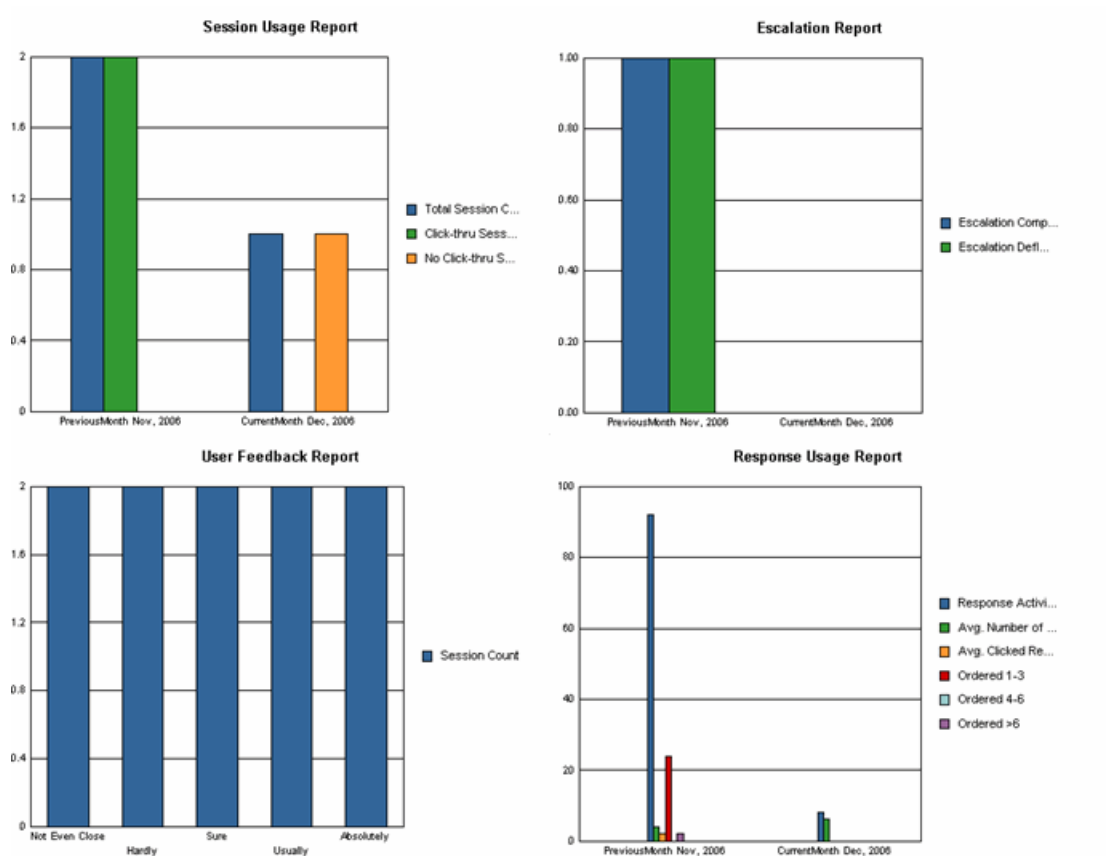 Session Usage Report
2
1.6
1.2
0.8
0.4
0
PreviousMonth Nov, 2006
CurrentMonth Dec, 2006
Total Session C...
Click-thru Sess...
No Click-thru S...
Escalation Report
1.00
0.80
0.60
0.40
0.20
0.00
PreviousMonth Nov, 2006
CurrentMonth Dec, 2006
Escalation Comp...
Escalation Defl...
User Feedback Report
2
1.6
1.2
0.8
0.4
0
Not Even Close
Hardly
Sure
Usually
Absolutely
Session Count
Response Usage Report
100
80
60
40
20
0
PreviousMonth Nov, 2006
CurrentMonth Dec, 2006
Response Activi...
Avg. Number of ...
Avg. Clicked Re...
Ordered 1-3
Ordered 4-6
Ordered >6